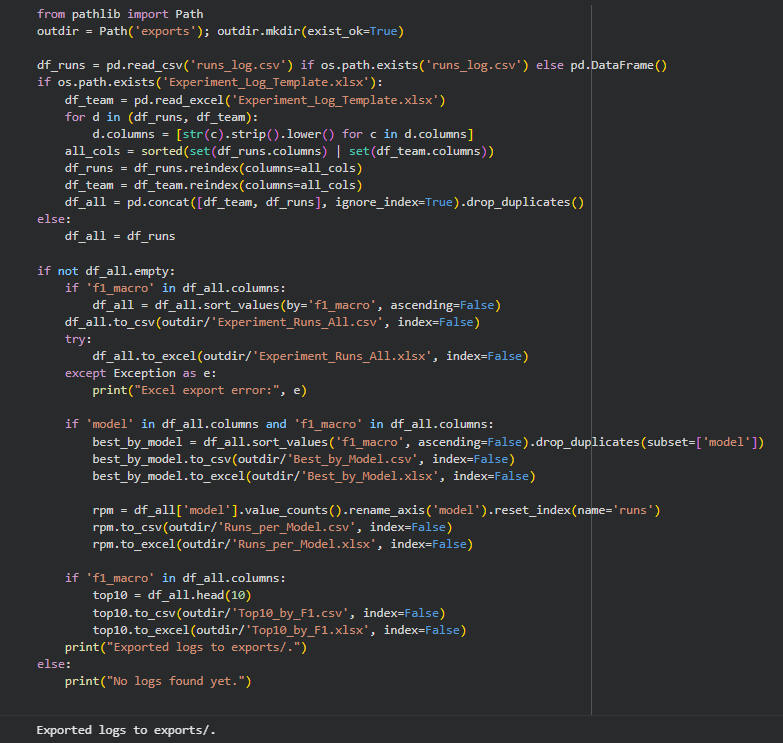 from pathlib import Path
outdir = Path('exports'); outdir.mkdir(exist_ok=True)

df_runs = pd.read_csv('runs_log.csv') if os.path.exists('runs_log.csv') else pd.DataFrame()
if os.path.exists('Experiment_Log_Template.xlsx'):
    df_team = pd.read_excel('Experiment_Log_Template.xlsx')
    for d in (df_runs, df_team):
        d.columns = [str(c).strip().lower() for c in d.columns]
    all_cols = sorted(set(df_runs.columns) | set(df_team.columns))
    df_runs = df_runs.reindex(columns=all_cols)
    df_team = df_team.reindex(columns=all_cols)
    df_all = pd.concat([df_team, df_runs], ignore_index=True).drop_duplicates()
else:
    df_all = df_runs

if not df_all.empty:
    if 'f1_macro' in df_all.columns:
        df_all = df_all.sort_values(by='f1_macro', ascending=False)
    df_all.to_csv(outdir/'Experiment_Runs_All.csv', index=False)
    try:
        df_all.to_excel(outdir/'Experiment_Runs_All.xlsx', index=False)
    except Exception as e:
        print("Excel export error:", e)

    if 'model' in df_all.columns and 'f1_macro' in df_all.columns:
        best_by_model = df_all.sort_values('f1_macro', ascending=False).drop_duplicates(subset=['model'])
        best_by_model.to_csv(outdir/'Best_by_Model.csv', index=False)
        best_by_model.to_excel(outdir/'Best_by_Model.xlsx', index=False)

        rpm = df_all['model'].value_counts().rename_axis('model').reset_index(name='runs')
        rpm.to_csv(outdir/'Runs_per_Model.csv', index=False)
        rpm.to_excel(outdir/'Runs_per_Model.xlsx', index=False)

    if 'f1_macro' in df_all.columns:
        top10 = df_all.head(10)
        top10.to_csv(outdir/'Top10_by_F1.csv', index=False)
        top10.to_excel(outdir/'Top10_by_F1.xlsx', index=False)
    print("Exported logs to exports/.")
else:
    print("No logs found yet.")

Exported logs to exports/.